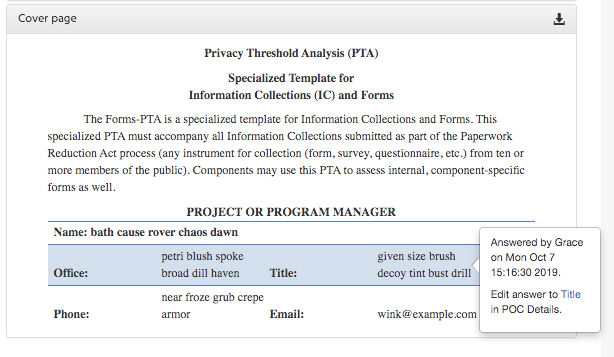 Cover page
Privacy Threshold Analysis (PTA)
Specialized Template for
Information Collections (IC) and Forms
The Forms-PTA is a specialized template for Information Collections and Forms. This
specialized PTA must accompany all Information Collections submitted as part of the Paperwork
Reduction Act process (any instrument for collection (form, survey, questionnaire, etc.) from ten or
more members of the public). Components may use this PTA to assess internal, component-specific
forms as well.
PROJECT OR PROGRAM MANAGER
Name: bath cause rover chaos dawn
petri blush spoke given size brush
Office: broad dill haven Title: decoy tint bust drill
near froze grub crepe
Phone: armor Email: wink@example.com
Answered by Grace
on Mon Oct 7
15:16:30 2019.
Edit answer to Title
in POC Details.